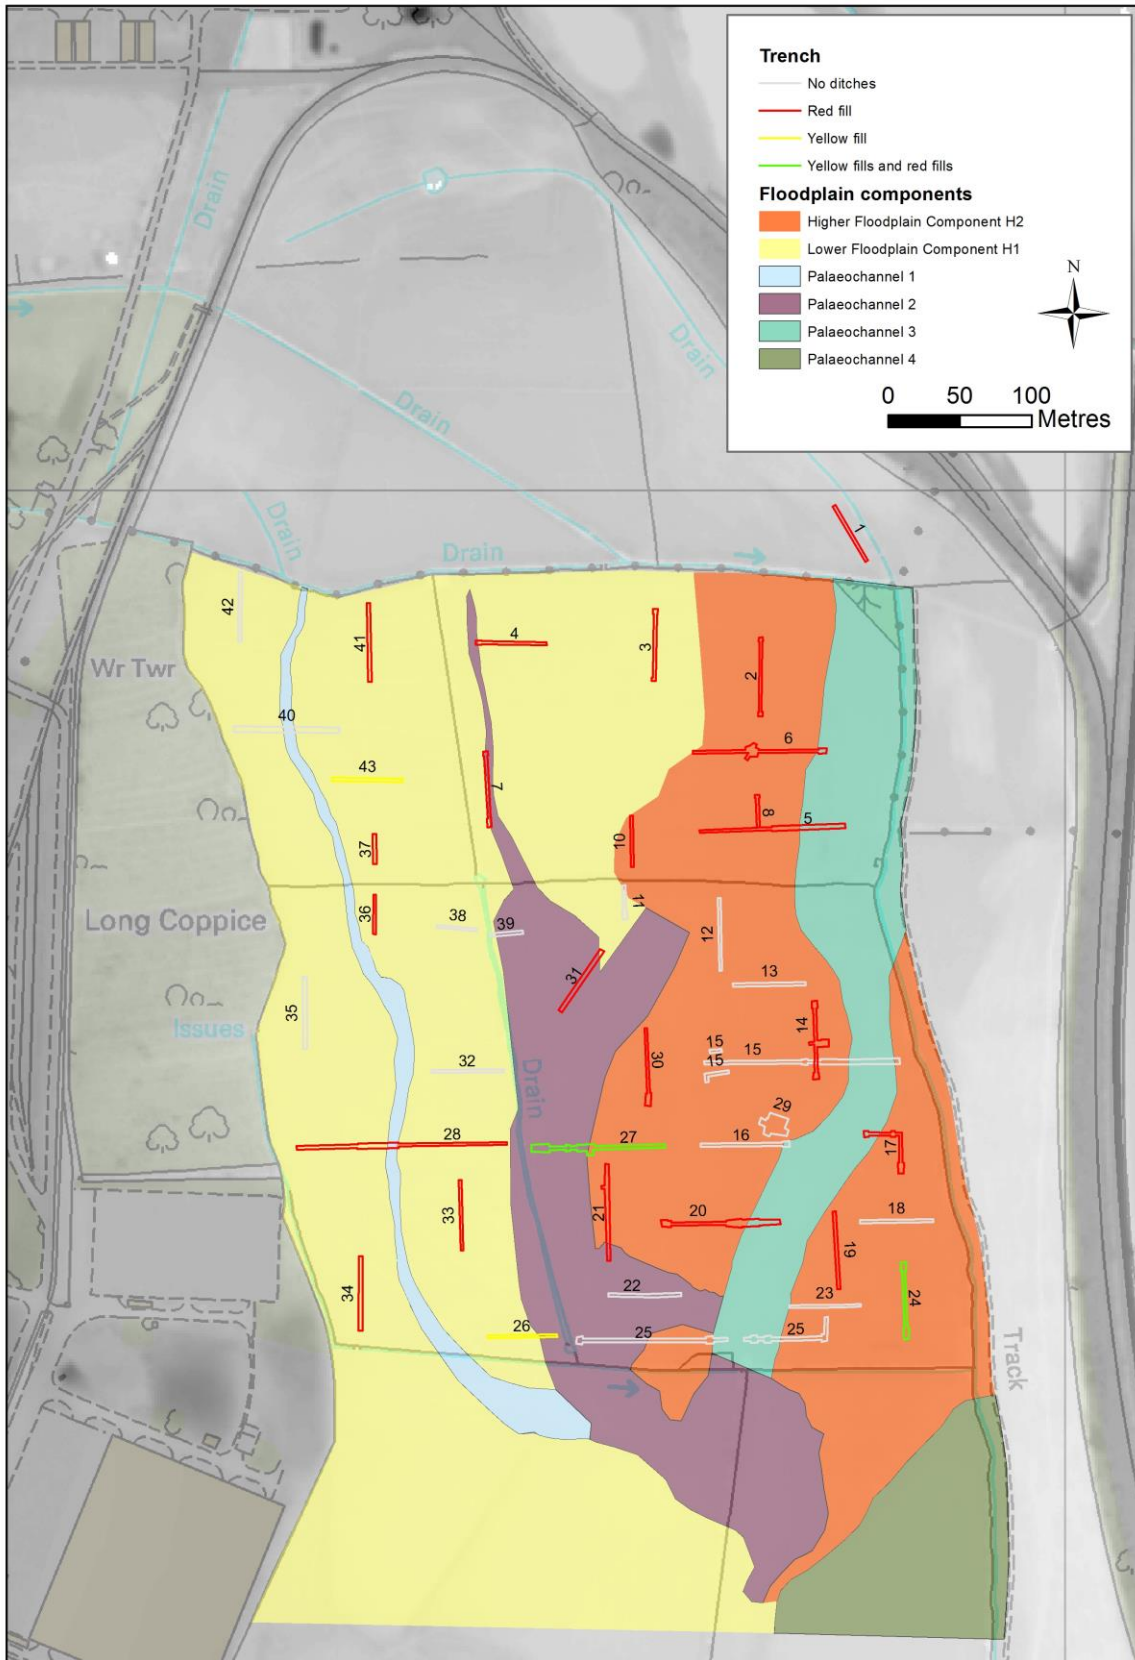 Trench
No ditches
Red fill
Yellow fill
Yellow fills and red fills
Floodplain components
Higher Floodplain Component H2
Lower Floodplain Component H1
Palaeochannel 1
Palaeochannel 2
Palaeochannel 3
Palaeochannel 4
N
0 50 100
Metres
Drain
Drain
Drain
Drain
Drain
1
42
41
4
3
2
Wr Twr
40
6
43
7
8
5
10
37
11
36
38
39
12
Long Coppice
31
13
35
14
Issues
15
15
15
30
32
Drain
29
28
27
16
17
33
21
20
18
19
34
22
23
24
26
25
25
Track